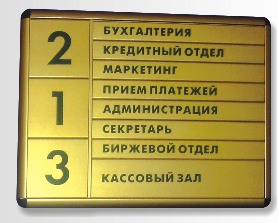 2
БУХГАЛТЕРИЯ
КРЕДИТНЫЙ ОТДЕЛ
МАРКЕТИНГ
1
ПРИЕМ ПЛАТЕЖЕЙ
АДМИНИСТРАЦИЯ
СЕКРЕТАРЬ
3
БИРЖЕВОЙ ОТДЕЛ
КАССОВЫЙ ЗАЛ